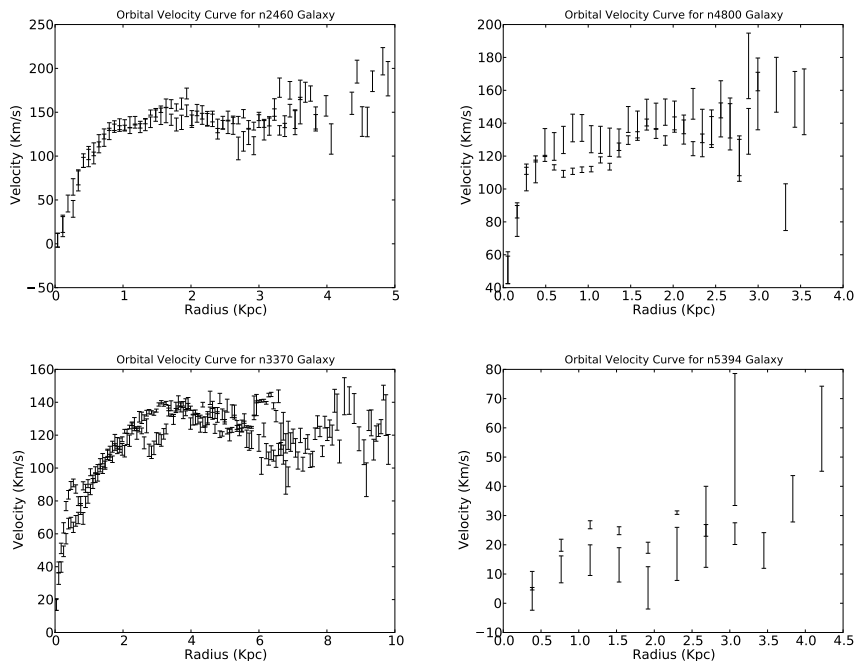 Orbital Velocity Curve for n2460 Galaxy
250
200
150
100
50
0
−50
Velocity (Km/s)
0 1 2 3 4 5
Radius (Kpc)
Orbital Velocity Curve for n4800 Galaxy
200
180
160
140
120
100
80
60
40
Velocity (Km/s)
0.0 0.5 1.0 1.5 2.0 2.5 3.0 3.5 4.0
Radius (Kpc)
Orbital Velocity Curve for n3370 Galaxy
160
140
120
100
80
60
40
20
0
Velocity (Km/s)
0 2 4 6 8 10
Radius (Kpc)
Orbital Velocity Curve for n5394 Galaxy
80
70
60
50
40
30
20
10
0
−10
Velocity (Km/s)
0.0 0.5 1.0 1.5 2.0 2.5 3.0 3.5 4.0 4.5
Radius (Kpc)